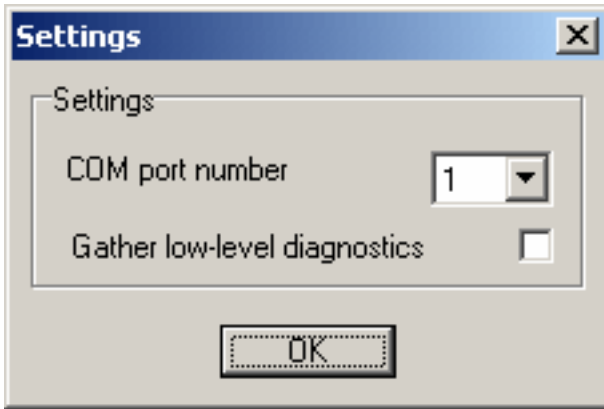 Settings
Settings
COM port number 1
Gather low-level diagnostics
OK